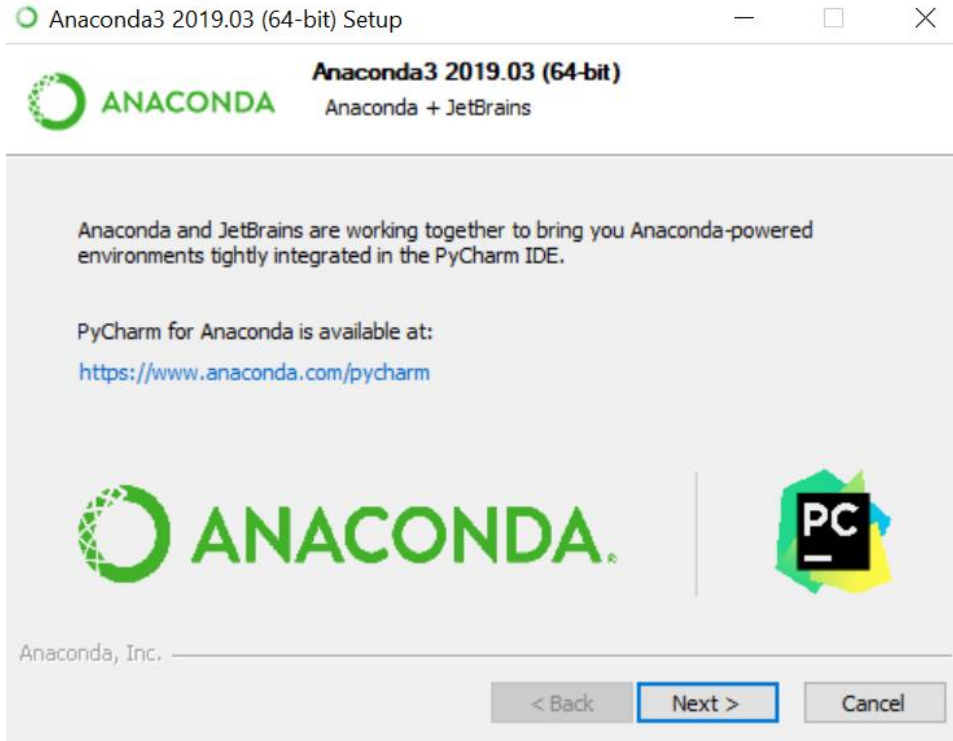 Anaconda3 2019.03 (64-bit) Setup
ANACONDA
Anaconda3 2019.03 (64-bit)
Anaconda + JetBrains
Anaconda and JetBrains are working together to bring you Anaconda-powered
environments tightly integrated in the PyCharm IDE.
PyCharm for Anaconda is available at:
https://www.anaconda.com/pycharm
ANACONDA.®
PC
Anaconda, Inc.
< Back
Next >
Cancel